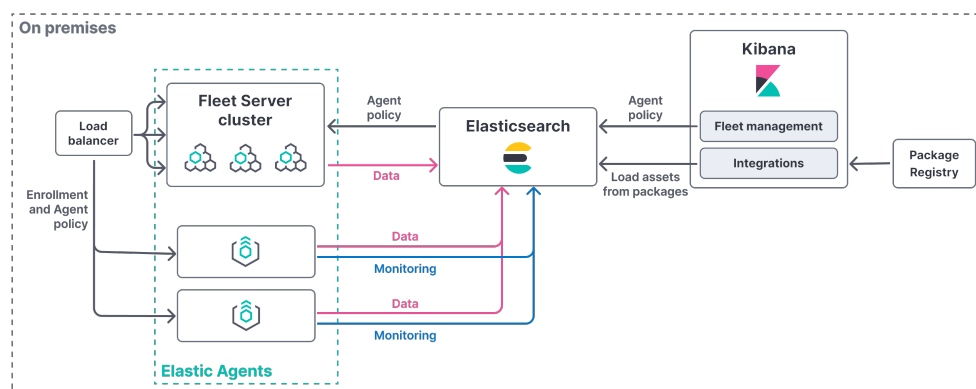 On premises
Kibana
Fleet Server
cluster
Agent
policy
Agent
policy
Load
balancer
Elasticsearch
Fleet management
Integrations
Package
Registry
Data
Load assets
from packages
Enrollment
and Agent
policy
Data
Monitoring
Data
Monitoring
Elastic Agents